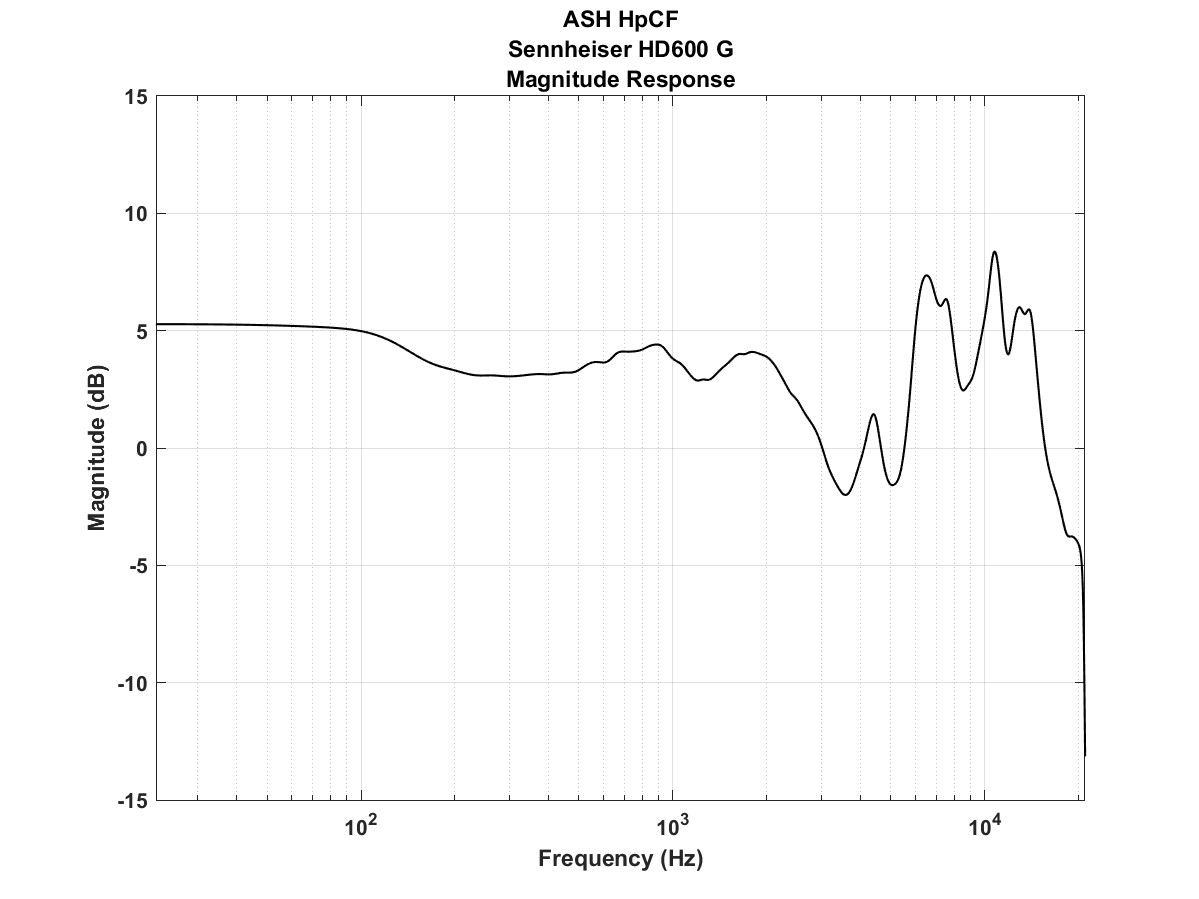 ASH HpCF
Sennheiser HD600 G
Magnitude Response
15
10
5
0
-5
-10
-15
Magnitude (dB)
10²
10³
10⁴
Frequency (Hz)